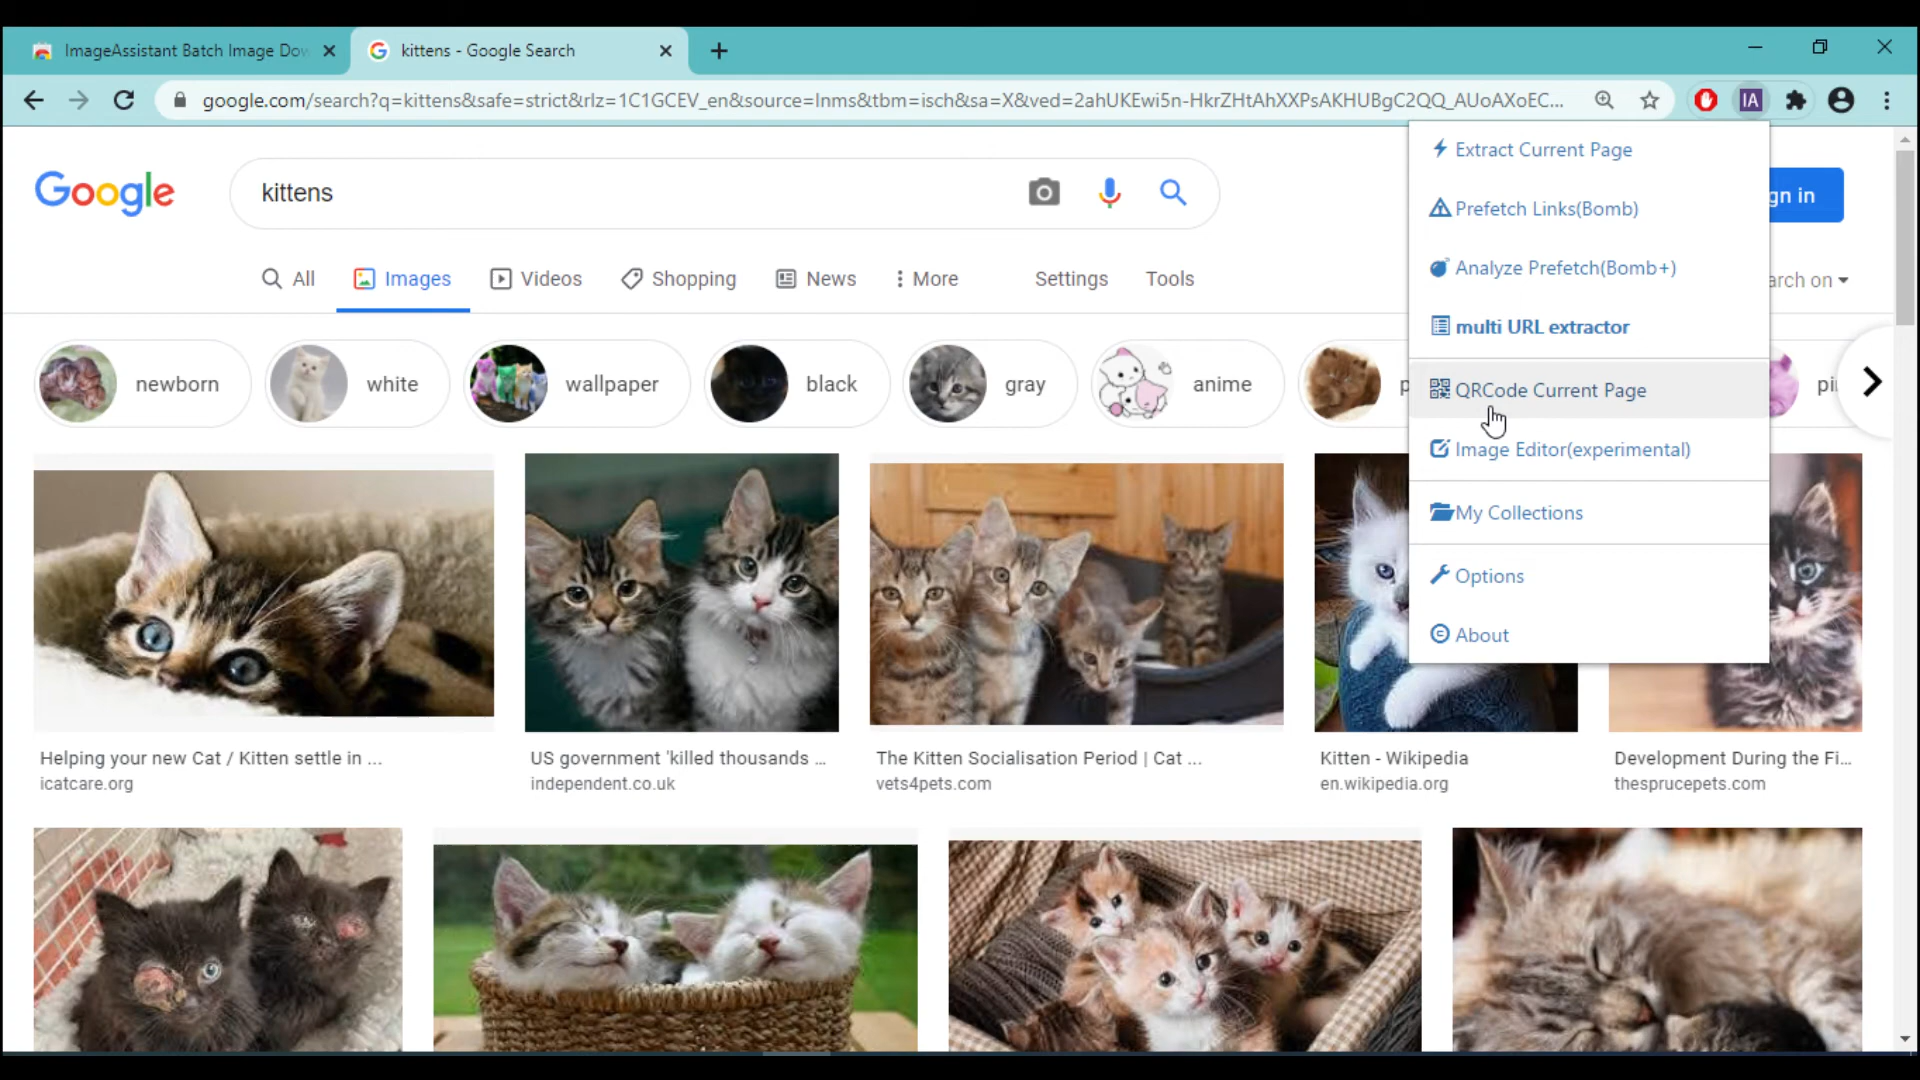 ImageAssistant Batch Image Dow
kittens - Google Search
google.com/search?q=kittens&safe=strict&rlz=1C1GCEV_en&source=lnms&tbm=isch&sa=X&ved=2ahUKEwi5n-HkrZHtAhXXPsAKHUBgC2QQ_AUoAXoEC...
IA
Google
kittens
gn in
All
Images
Videos
Shopping
News
More
Settings
Tools
arch on
newborn
white
wallpaper
black
gray
anime
p
pi
Extract Current Page
Prefetch Links(Bomb)
Analyze Prefetch(Bomb+)
multi URL extractor
QRCode Current Page
Image Editor(experimental)
My Collections
Options
About
Helping your new Cat / Kitten settle in ...
icatcare.org
US government 'killed thousands ...
independent.co.uk
The Kitten Socialisation Period | Cat ...
vets4pets.com
Kitten - Wikipedia
en.wikipedia.org
Development During the Fi...
thesprucepets.com